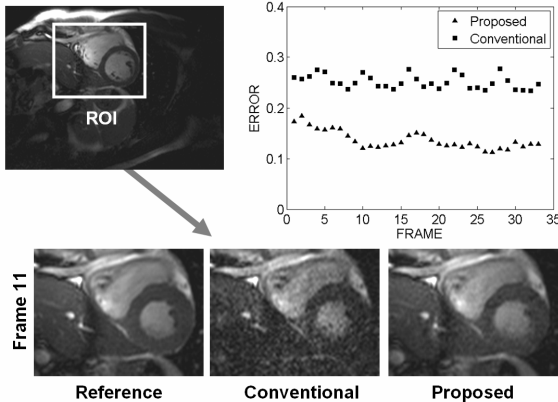 ROI
Proposed
Conventional
ERROR
0.4
0.3
0.2
0.1
0
0 5 10 15 20 25 30 35
FRAME
Frame 11
Reference
Conventional
Proposed